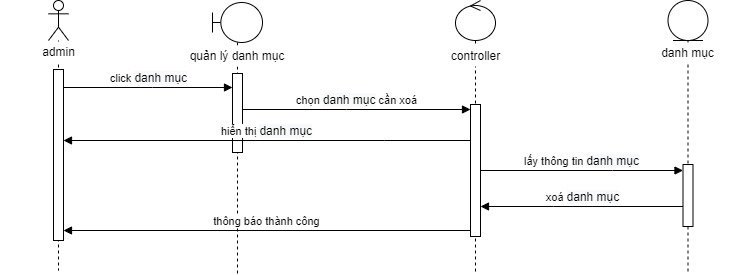 admin
quản lý danh mục
controller
danh mục
click danh mục
chọn danh mục cần xoá
hiển thị danh mục
lấy thông tin danh mục
xoá danh mục
thông báo thành công